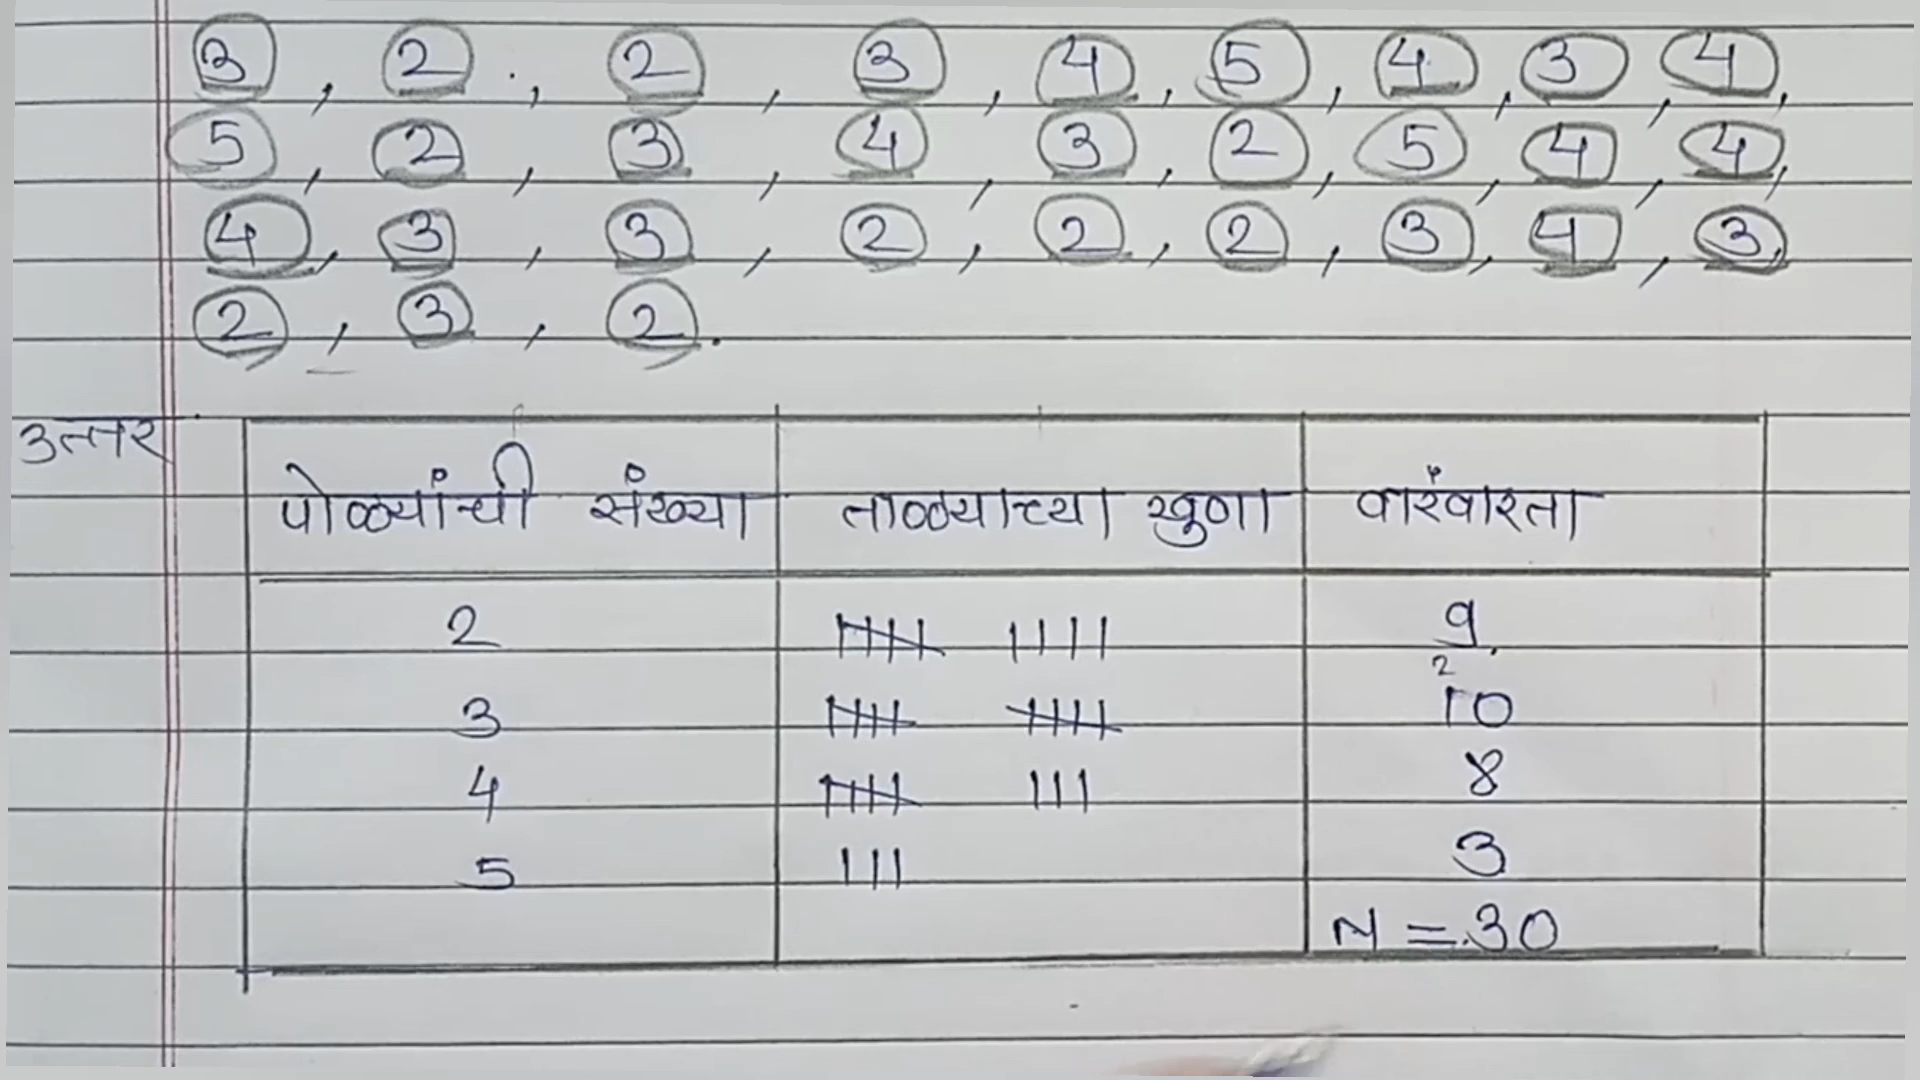 3, 2, 2, 3, 4, 5, 4, 3, 4,
5, 2, 3, 4, 3, 2, 5, 4, 4,
4, 3, 3, 2, 2, 2, 3, 4, 3,
2, 3, 2.
उत्तर
पोळ्यांची संख्या ताळ्याच्या खुणा वारंवारता
2 9
2
3 10
4 8
5 3
N = 30